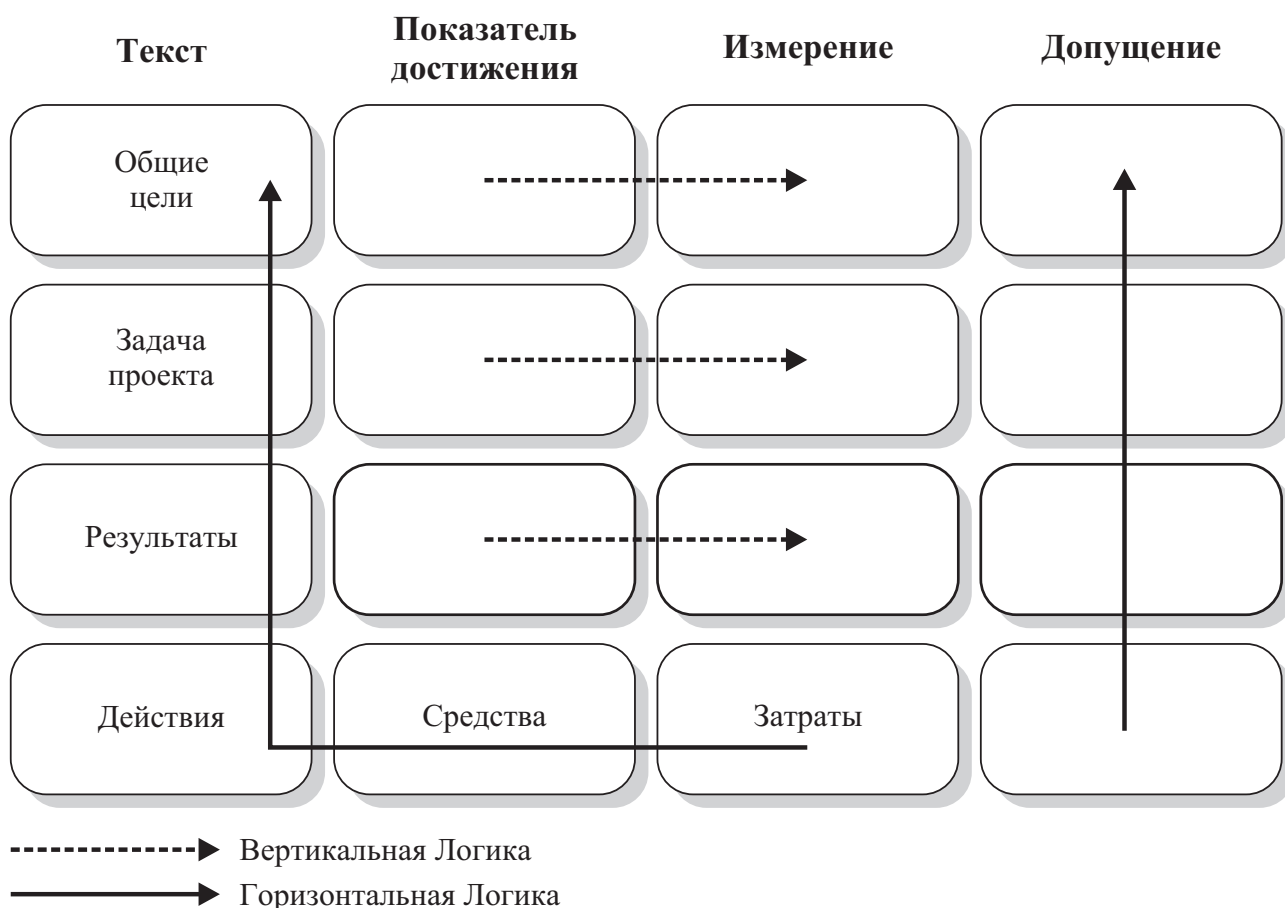 Текст
Показатель
достижения
Измерение
Допущение
Общие
цели
Задача
проекта
Результаты
Действия
Средства
Затраты
Вертикальная Логика
Горизонтальная Логика